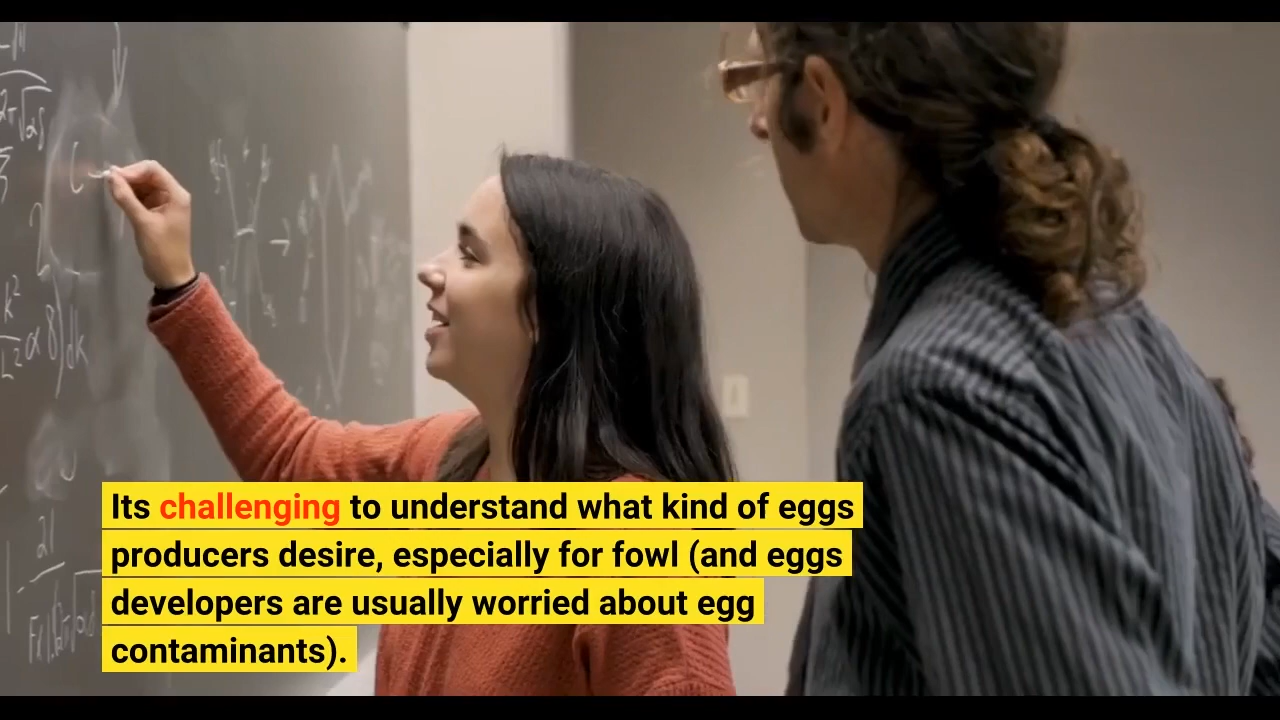 Its challenging to understand what kind of eggs
producers desire, especially for fowl (and eggs
developers are usually worried about egg
contaminants).